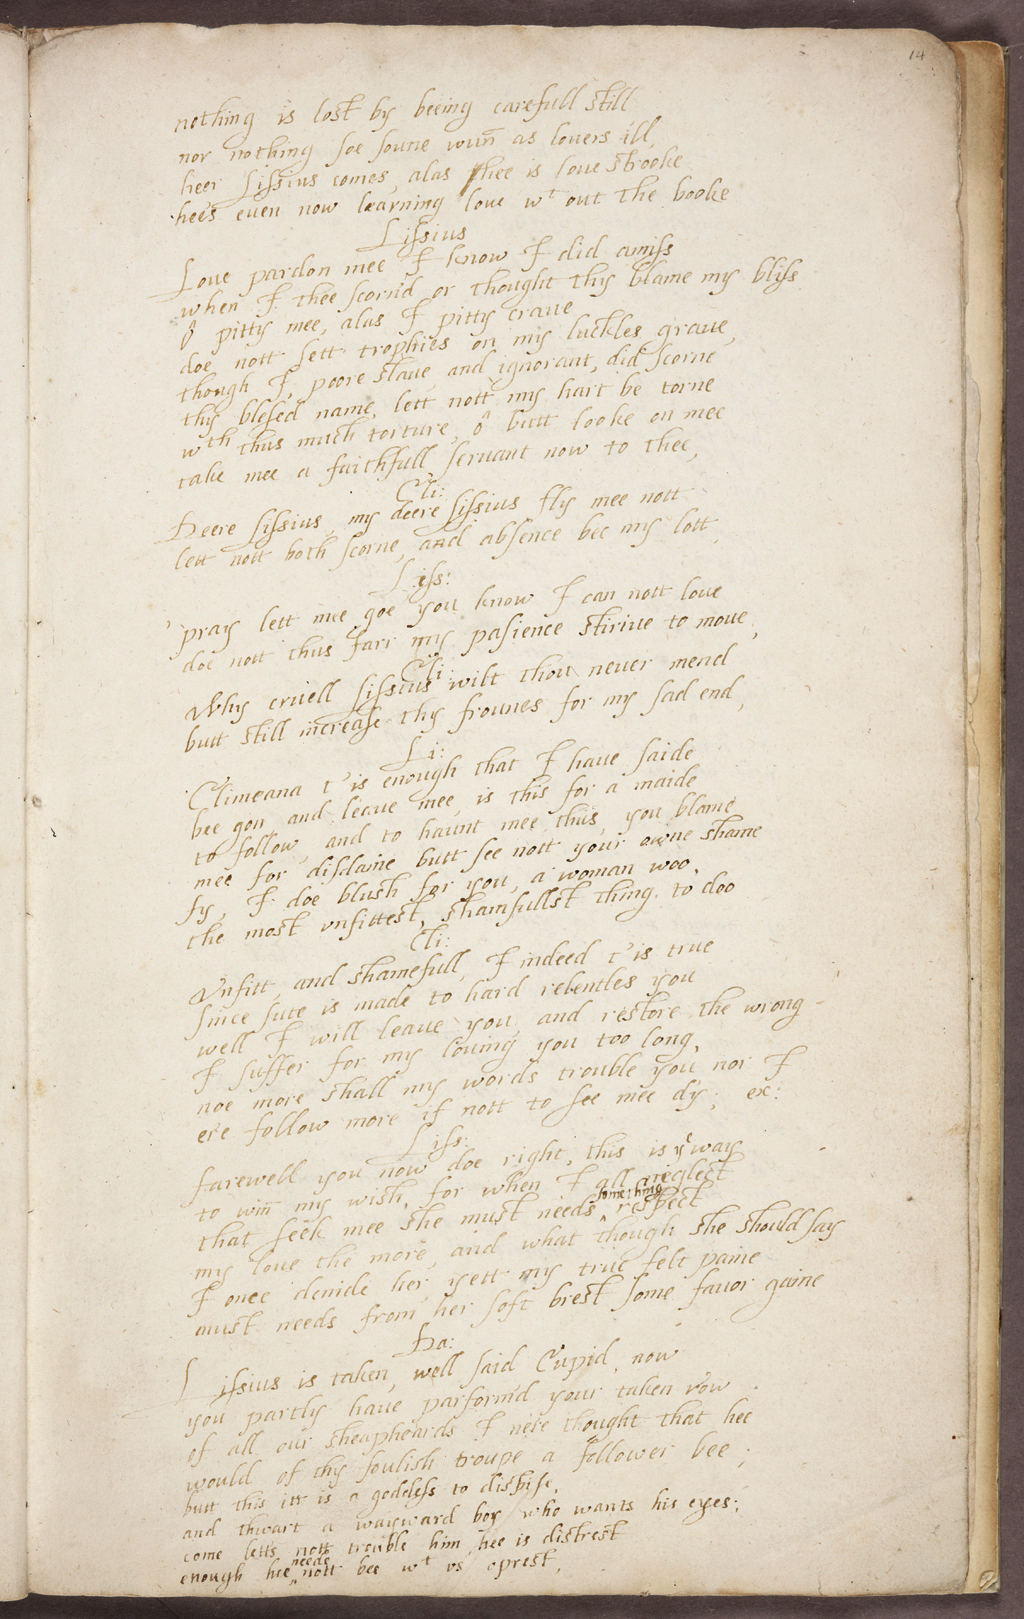 14
nothing is lost by beeing carefull still
nor nothing soe soune wun̄ as louers ill,
heer Lissius comes, alas hee is loue strooke
hee's euen now learning loue wt out the booke
Lissius
Loue pardon mee I know I did amiss
when I thee scorn'd or thought thy blame my bliss
ô pitty mee, alas I pitty craue
doe nott sett trophies on my luckles graue,
though I, poore slaue and ignorant, did scorne
thy blesed name, lett nott my hart be torne
wth thus much torture, ô butt looke on mee
take mee a faithfull seruant now to thee,
Cli:
Deere Lissius, my deere Lissius fly mee nott
lett nott both scorne, and absence bee my lott,
Liss:
pray lett mee goe you know I can nott loue
doe nott thus farr my pasience striue to moue,
Cli:
Why cruell Lissius wilt thou neuer mend
butt still increase thy frounes for my sad end,
Li:
Climeana t'is enough that I haue saide
bee gon and leaue mee, is this for a maide
to follow, and to haunt mee thus, you blame
mee for disdaine butt see nott your owne shame
fy, I doe blush for you, a woman woo,
the most vnfittest, shamfullst thing to doo
Cli:
Vnfitt and shamefull, I indeed t'is true
since sute is made to hard relentles you
well I will leaue you, and restore the wrong
I suffer for my louing you too long,
noe more shall my words trouble you, nor I
ere follow more if nott to see mee dy; ex:
Liss:
farewell you now doe right, this is ye way
to win̄ my wish, for when I all neglect
that seek mee she must needs something respect
my loue the more, and what though she should say
I once denide her, yett my true felt paine
must needs from her soft brest some fauor gaine
Da:
Lissius is taken, well said Cupid, now
you partly haue parform'd your taken vow
of all our sheapheards I nere thought that hee
would of thy foulish troupe a follower bee;
butt this itt is a goddess to dispise,
and thwart a wayward boy who wants his eyes;
come letts nott trouble him, hee is distrest
enough hee needs nott bee wt vs oprest,